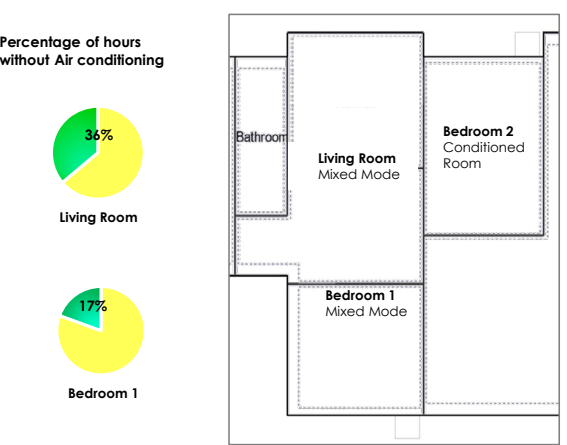 Percentage of hours
without Air conditioning
36%
Living Room
17%
Bedroom 1
Bathroom
Living Room
Mixed Mode
Bedroom 2
Conditioned
Room
Bedroom 1
Mixed Mode